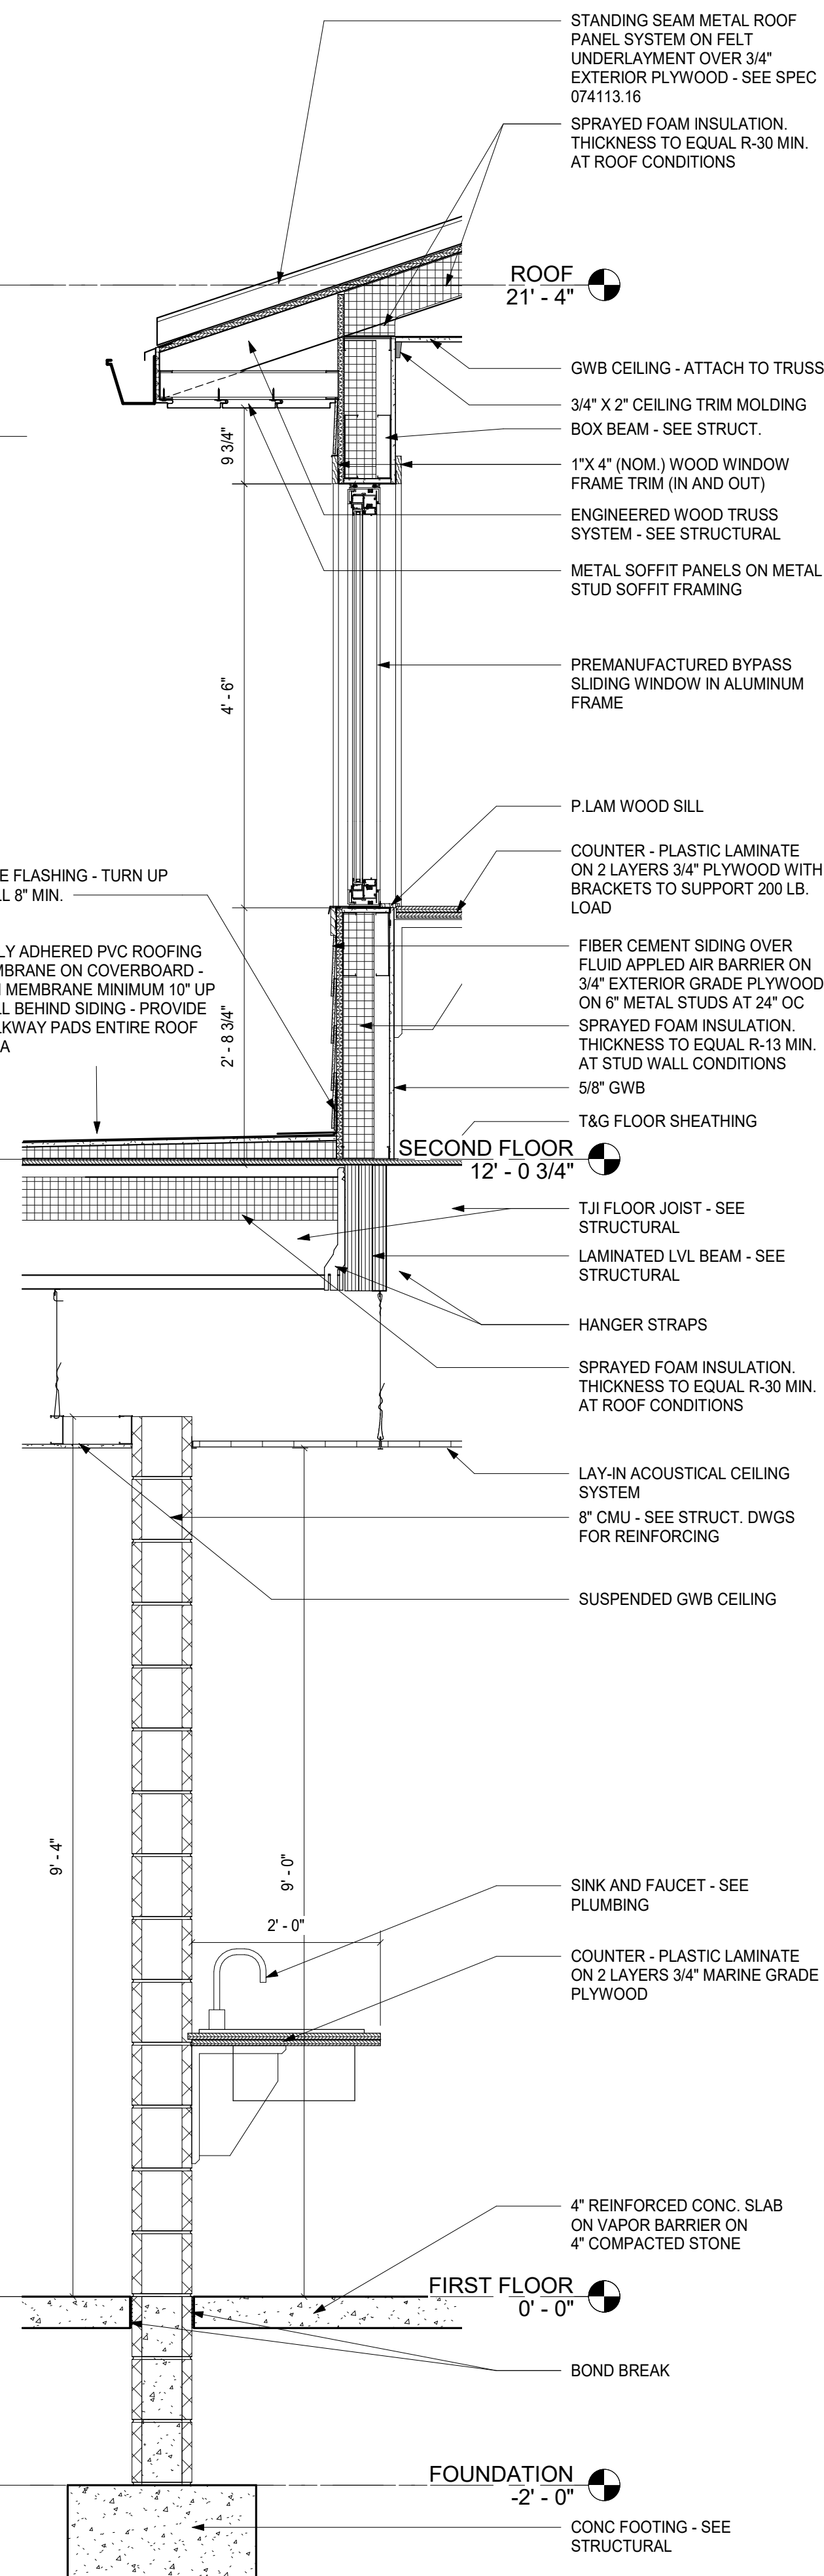 STANDING SEAM METAL ROOF
PANEL SYSTEM ON FELT
UNDERLAYMENT OVER 3/4"
EXTERIOR PLYWOOD - SEE SPEC
074113.16
SPRAYED FOAM INSULATION.
THICKNESS TO EQUAL R-30 MIN.
AT ROOF CONDITIONS
ROOF
21' - 4"
GWB CEILING - ATTACH TO TRUSS
3/4" X 2" CEILING TRIM MOLDING
BOX BEAM - SEE STRUCT.
9 3/4"
1"X 4" (NOM.) WOOD WINDOW
FRAME TRIM (IN AND OUT)
ENGINEERED WOOD TRUSS
SYSTEM - SEE STRUCTURAL
METAL SOFFIT PANELS ON METAL
STUD SOFFIT FRAMING
4' - 6"
PREMANUFACTURED BYPASS
SLIDING WINDOW IN ALUMINUM
FRAME
P.LAM WOOD SILL
COUNTER - PLASTIC LAMINATE
ON 2 LAYERS 3/4" PLYWOOD WITH
BRACKETS TO SUPPORT 200 LB.
LOAD
E FLASHING - TURN UP
LL 8" MIN.
LY ADHERED PVC ROOFING
MBRANE ON COVERBOARD -
N MEMBRANE MINIMUM 10" UP
LL BEHIND SIDING - PROVIDE
LKWAY PADS ENTIRE ROOF
A
2' - 8 3/4"
FIBER CEMENT SIDING OVER
FLUID APPLED AIR BARRIER ON
3/4" EXTERIOR GRADE PLYWOOD
ON 6" METAL STUDS AT 24" OC
SPRAYED FOAM INSULATION.
THICKNESS TO EQUAL R-13 MIN.
AT STUD WALL CONDITIONS
5/8" GWB
T&G FLOOR SHEATHING
SECOND FLOOR
12' - 0 3/4"
TJI FLOOR JOIST - SEE
STRUCTURAL
LAMINATED LVL BEAM - SEE
STRUCTURAL
HANGER STRAPS
SPRAYED FOAM INSULATION.
THICKNESS TO EQUAL R-30 MIN.
AT ROOF CONDITIONS
LAY-IN ACOUSTICAL CEILING
SYSTEM
8" CMU - SEE STRUCT. DWGS
FOR REINFORCING
SUSPENDED GWB CEILING
9' - 4"
9' - 0"
2' - 0"
SINK AND FAUCET - SEE
PLUMBING
COUNTER - PLASTIC LAMINATE
ON 2 LAYERS 3/4" MARINE GRADE
PLYWOOD
4" REINFORCED CONC. SLAB
ON VAPOR BARRIER ON
4" COMPACTED STONE
FIRST FLOOR
0' - 0"
BOND BREAK
FOUNDATION
-2' - 0"
CONC FOOTING - SEE
STRUCTURAL